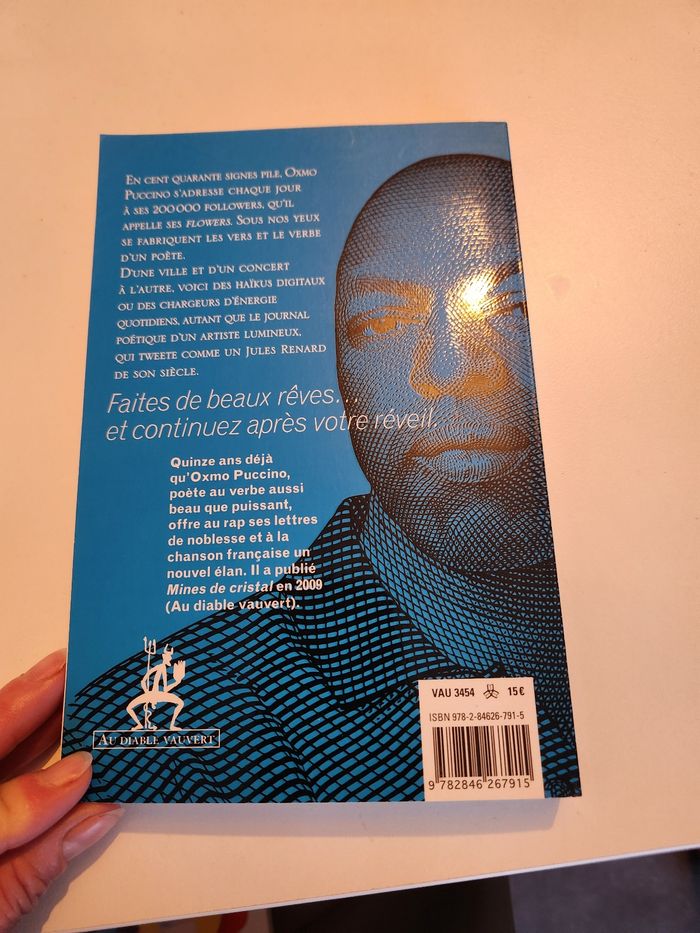 En cent quarante signes pile, Oxmo
Puccino s'adresse chaque jour
à ses 200 000 followers, qu'il
appelle ses flowers. Sous nos yeux
se fabriquent les vers et le verbe
d'un poète.
D'une ville et d'un concert
à l'autre, voici des haïkus digitaux
ou des chargeurs d'énergie
quotidiens, autant que le journal
poétique d'un artiste lumineux,
qui tweete comme un Jules Renard
de son siècle.
Faites de beaux rêves...
et continuez après votre réveil.
Quinze ans déjà
qu'Oxmo Puccino,
poète au verbe aussi
beau que puissant,
offre au rap ses lettres
de noblesse et à la
chanson française un
nouvel élan. Il a publié
Mines de cristal en 2009
(Au diable vauvert).
Au diable vauvert
VAU 3454 15 €
ISBN 978-2-84626-791-5
9 782846 267915